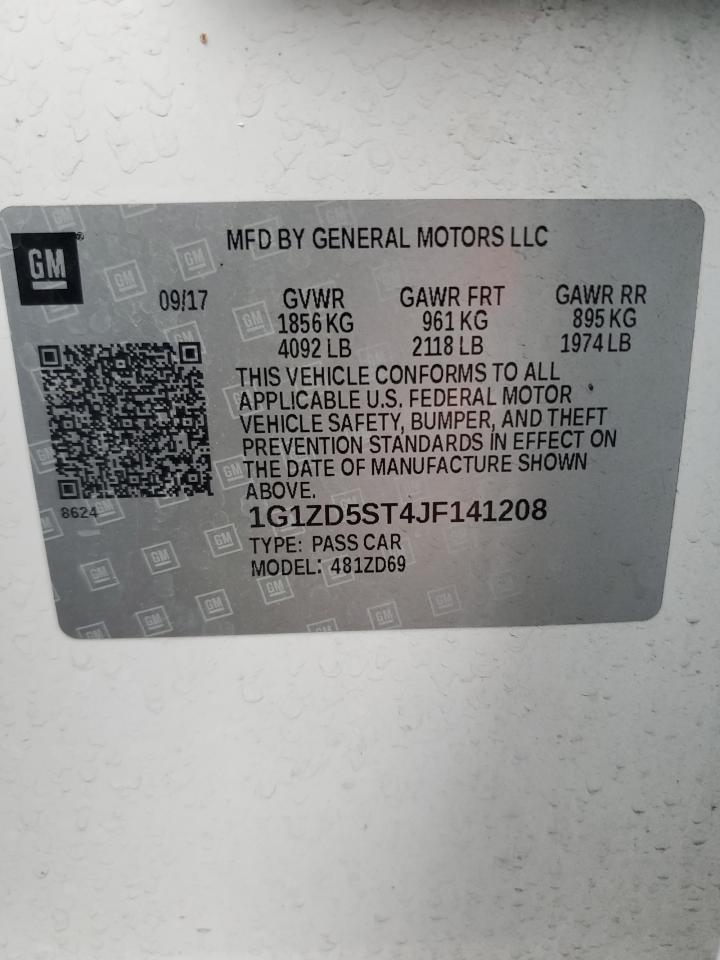 GM
MFD BY GENERAL MOTORS LLC
09/17 GVWR GAWR FRT GAWR RR
1856 KG 961 KG 895 KG
4092 LB 2118 LB 1974 LB
THIS VEHICLE CONFORMS TO ALL
APPLICABLE U.S. FEDERAL MOTOR
VEHICLE SAFETY, BUMPER, AND THEFT
PREVENTION STANDARDS IN EFFECT ON
THE DATE OF MANUFACTURE SHOWN
ABOVE.
8624
1G1ZD5ST4JF141208
TYPE: PASS CAR
MODEL: 481ZD69